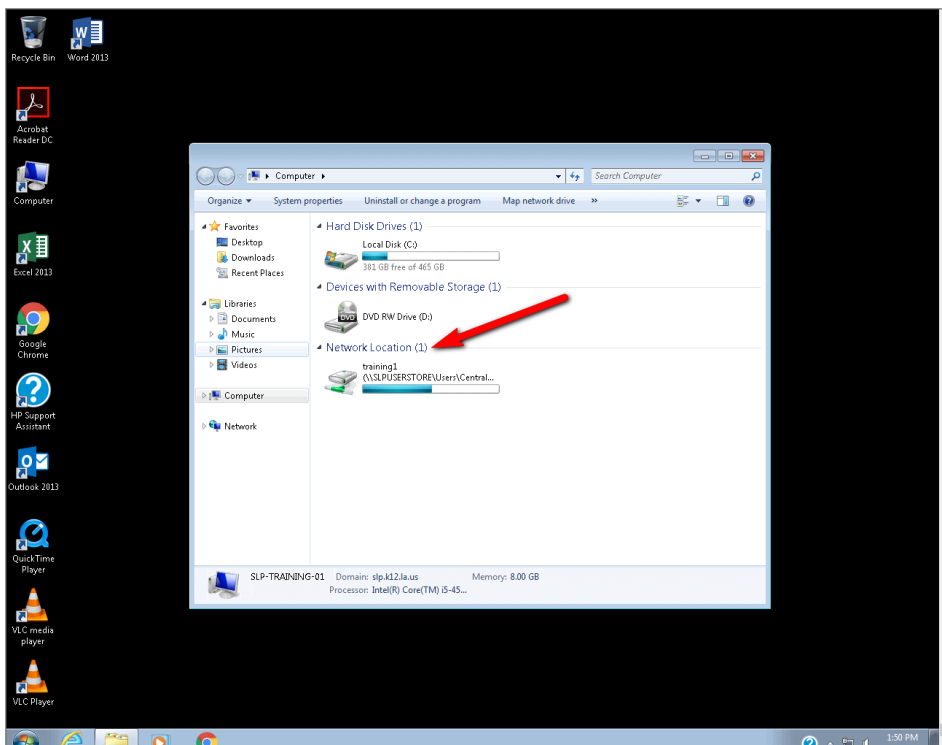 Recycle Bin
Word 2013
Acrobat
Reader DC
Computer
Excel 2013
Google
Chrome
HP Support
Assistant
Outlook 2013
QuickTime
Player
VLC media
player
VLC Player
Computer
Search Computer
Organize
System properties
Uninstall or change a program
Map network drive
»
Favorites
Desktop
Downloads
Recent Places
Libraries
Documents
Music
Pictures
Videos
Computer
Network
Hard Disk Drives (1)
Local Disk (C:)
381 GB free of 465 GB
Devices with Removable Storage (1)
DVD
DVD RW Drive (D:)
Network Location (1)
training1
(\\SLPUSERSTORE\Users\Central...
SLP-TRAINING-01 Domain: slp.k12.la.us Memory: 8.00 GB
Processor: Intel(R) Core(TM) i5-45...
1:50 PM